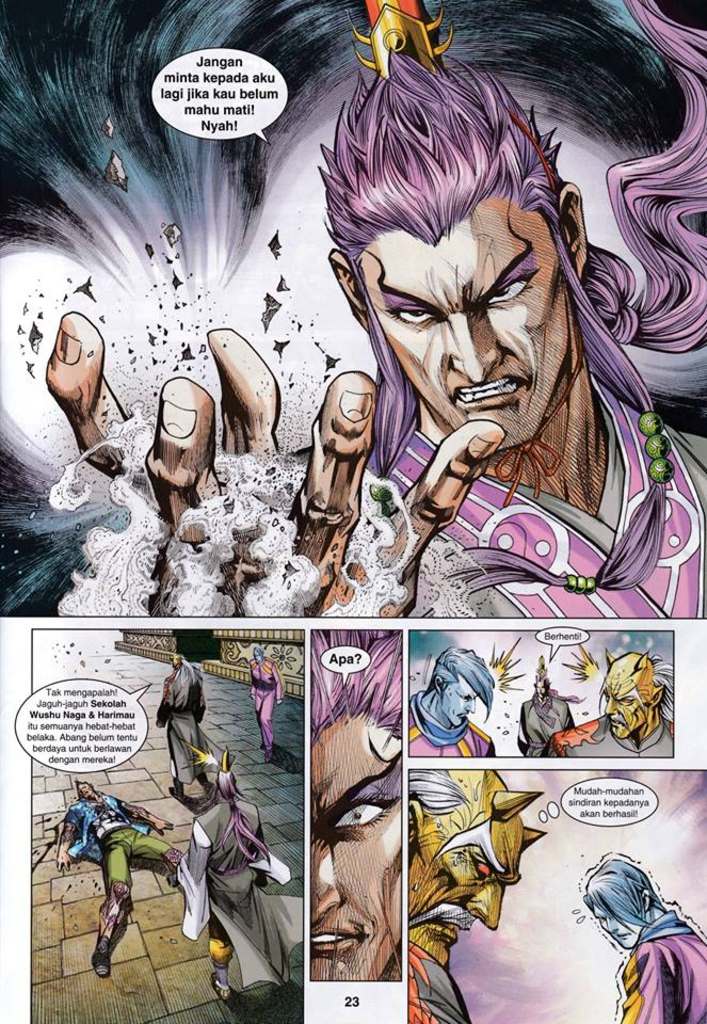 Jangan
minta kepada aku
lagi jika kau belum
mahu mati!
Nyah!
Tak mengapalah!
Jaguh-jaguh Sekolah
Wushu Naga & Harimau
itu semuanya hebat-hebat
belaka. Abang belum tentu
berdaya untuk berlawan
dengan mereka!
Apa?
Berhenti!
Mudah-mudahan
sindiran kepadanya
akan berhasil!
23